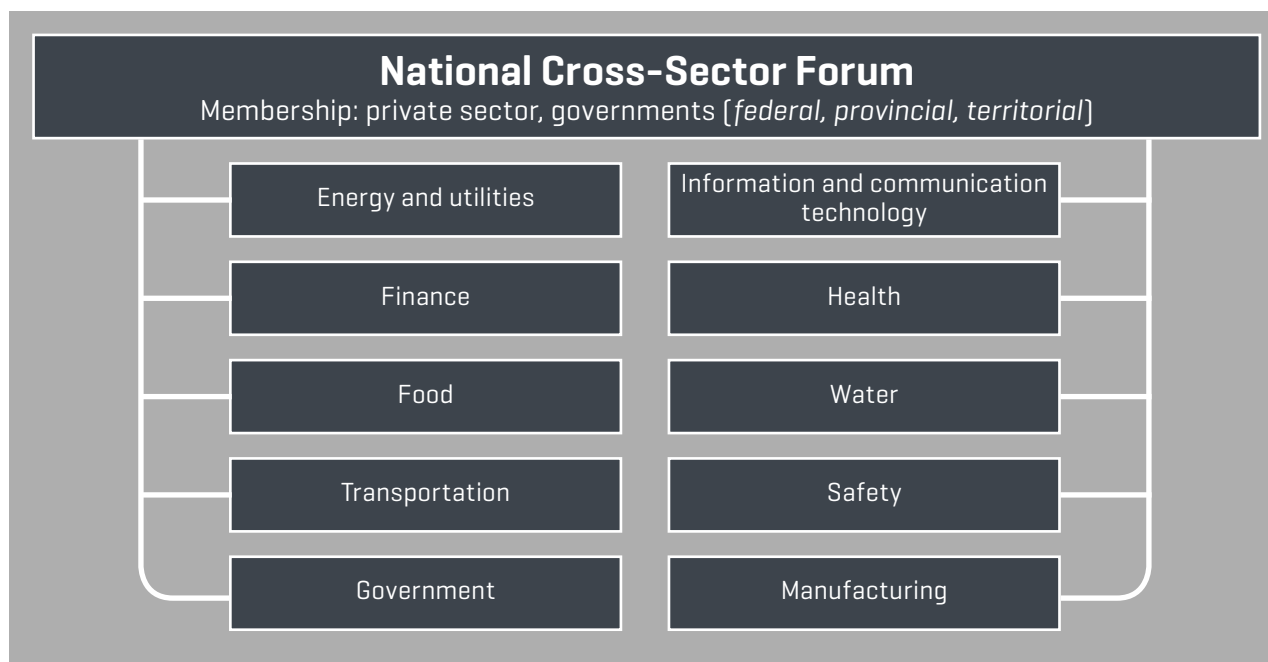 National Cross-Sector Forum
Membership: private sector, governments (federal, provincial, territorial)
Energy and utilities
Information and communication
technology
Finance
Health
Food
Water
Transportation
Safety
Government
Manufacturing